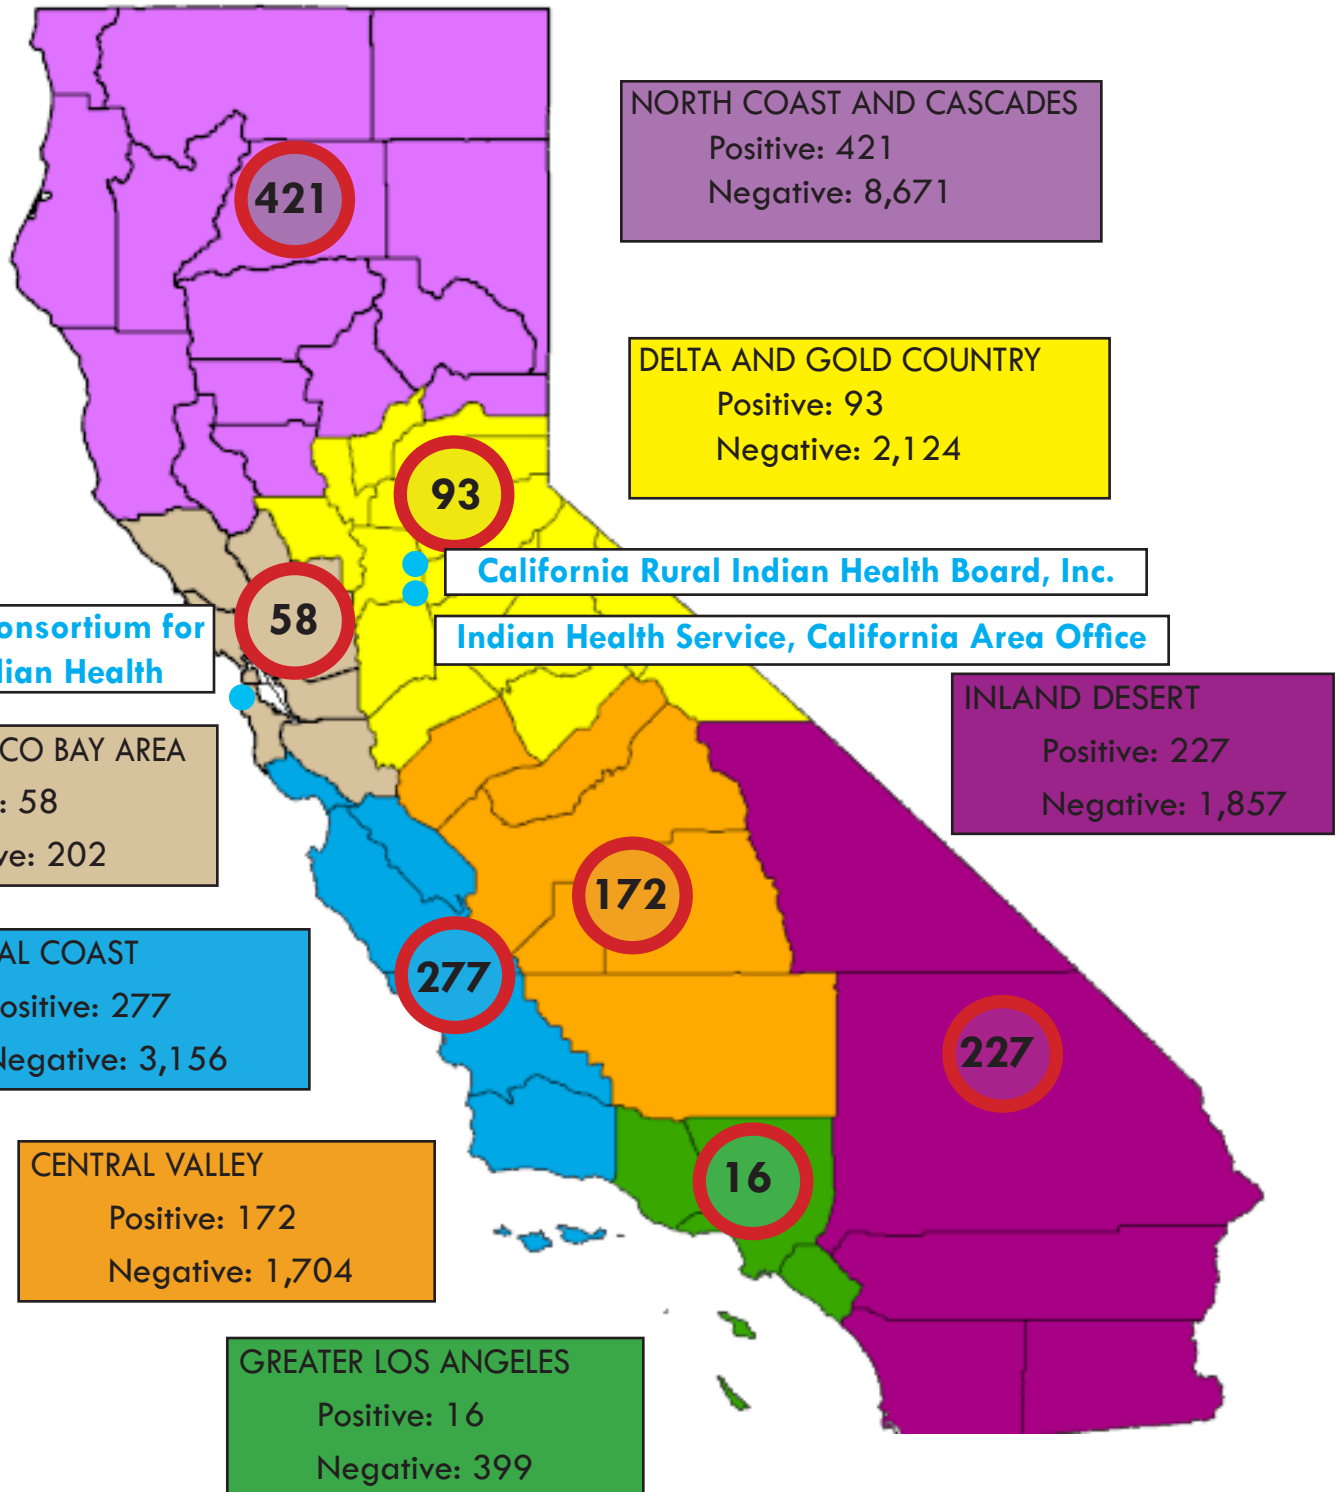 NORTH COAST AND CASCADES
Positive: 421
Negative: 8,671
421
DELTA AND GOLD COUNTRY
Positive: 93
Negative: 2,124
93
California Rural Indian Health Board, Inc.
Indian Health Service, California Area Office
58
onsortium for
dian Health
INLAND DESERT
Positive: 227
Negative: 1,857
CO BAY AREA
: 58
ve: 202
172
277
AL COAST
ositive: 277
Negative: 3,156
227
CENTRAL VALLEY
Positive: 172
Negative: 1,704
16
GREATER LOS ANGELES
Positive: 16
Negative: 399